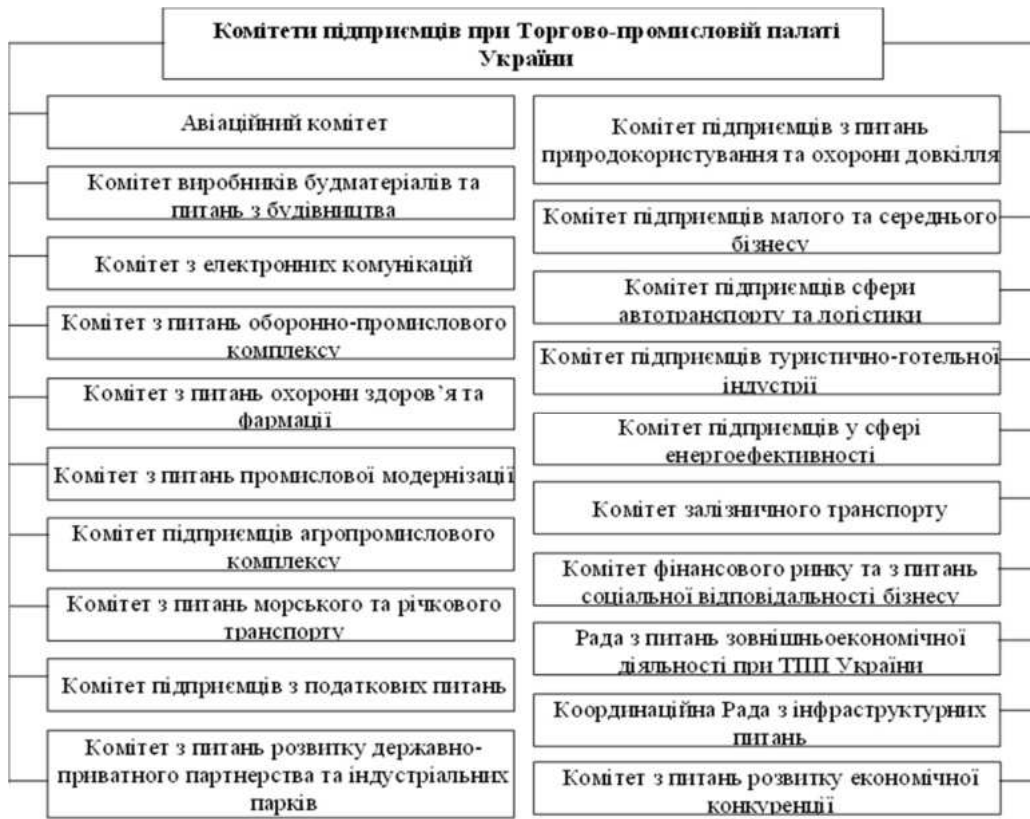 Комітети підприємців при Торгово-промисловій палаті
України
Авіаційний комітет
Комітет виробників будматеріалів та
питань з будівництва
Комітет з електронних комунікацій
Комітет з питань оборонно-промислового
комплексу
Комітет з питань охорони здоров’я та
фармації
Комітет з питань промислової модернізації
Комітет підприємців агропромислового
комплексу
Комітет з питань морського та річкового
транспорту
Комітет підприємців з податкових питань
Комітет з питань розвитку державно-
приватного партнерства та індустріальних
парків
Комітет підприємців з питань
природокористування та охорони довкілля
Комітет підприємців малого та середнього
бізнесу
Комітет підприємців сфери
автотранспорту та логістики
Комітет підприємців туристично-готельної
індустрії
Комітет підприємців у сфері
енергоефективності
Комітет залізничного транспорту
Комітет фінансового ринку та з питань
соціальної відповідальності бізнесу
Рада з питань зовнішньоекономічної
діяльності при ТПП України
Координаційна Рада з інфраструктурних
питань
Комітет з питань розвитку економічної
конкуренції